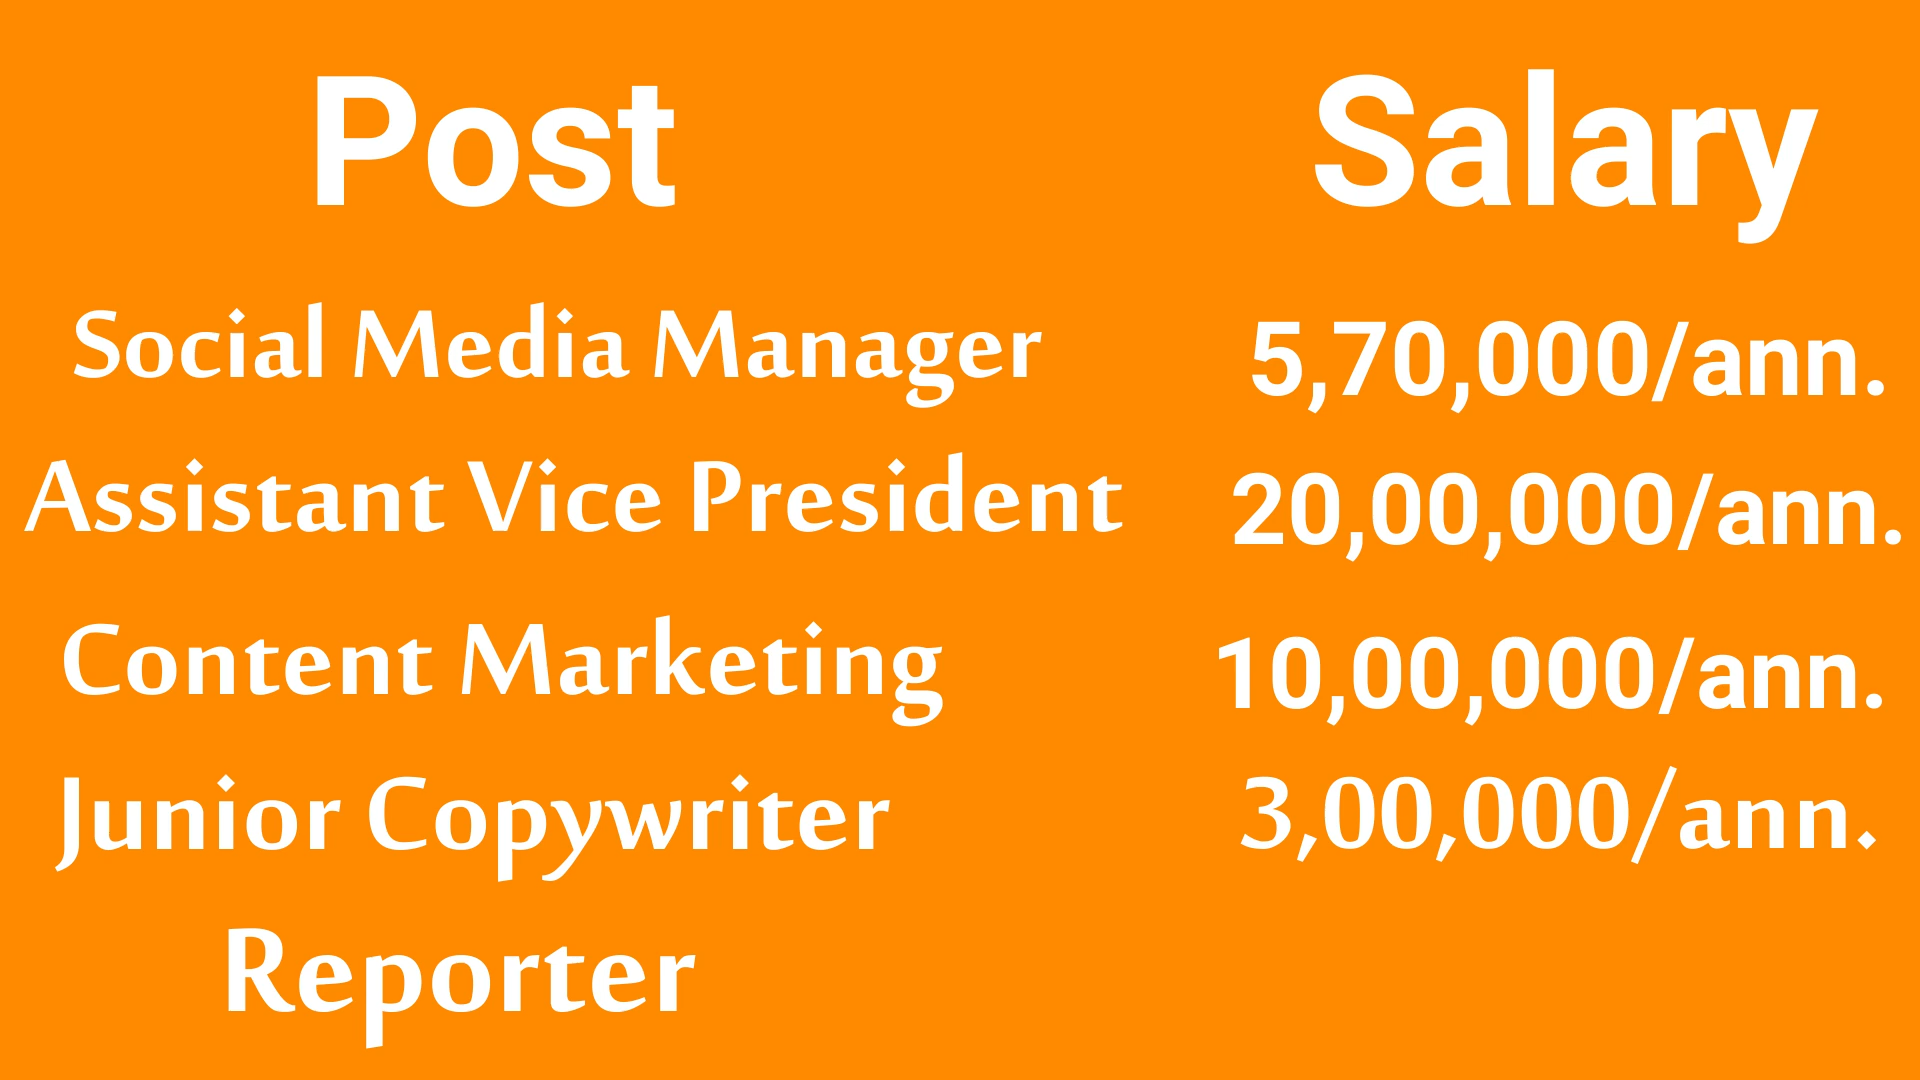 Post Salary
Social Media Manager 5,70,000/ann.
Assistant Vice President 20,00,000/ann.
Content Marketing 10,00,000/ann.
Junior Copywriter 3,00,000/ann.
Reporter